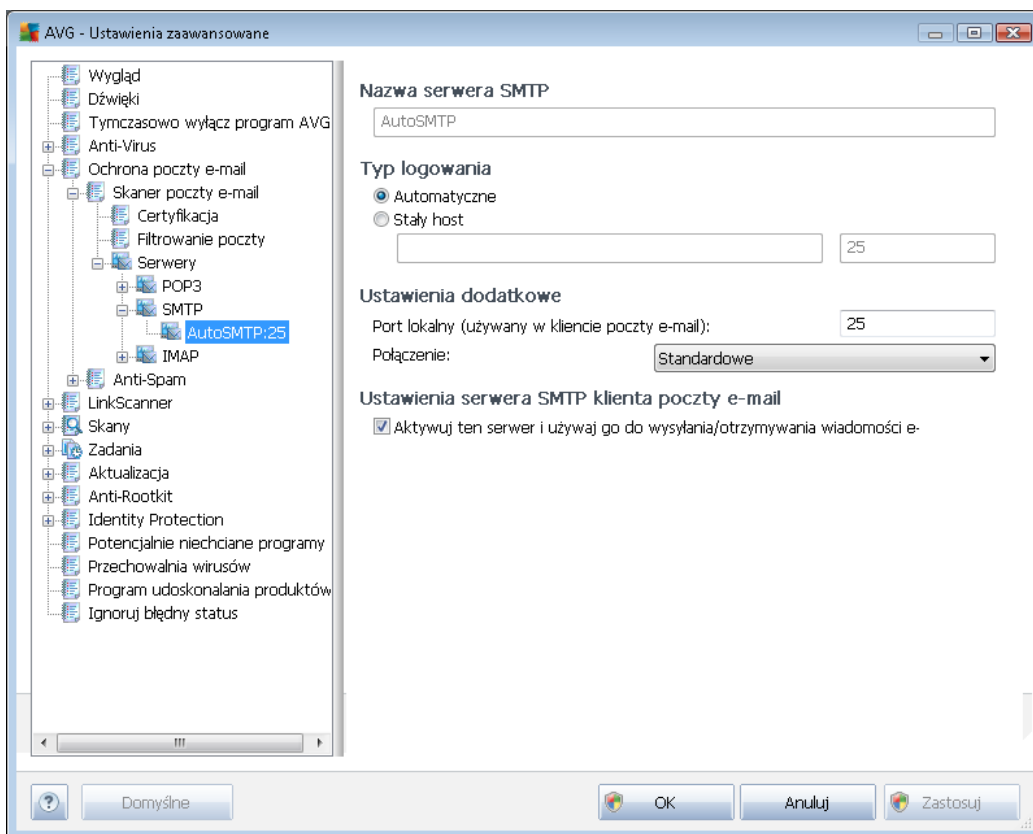 AVG - Ustawienia zaawansowane
Wygląd
Dźwięki
Tymczasowo wyłącz program AVG
Anti-Virus
Ochrona poczty e-mail
Skaner poczty e-mail
Certyfikacja
Filtrowanie poczty
Serwery
POP3
SMTP
AutoSMTP:25
IMAP
Anti-Spam
LinkScanner
Skany
Zadania
Aktualizacja
Anti-Rootkit
Identity Protection
Potencjalnie niechciane programy
Przechowalnia wirusów
Program udoskonalania produktów
Ignoruj błędny status
Nazwa serwera SMTP
AutoSMTP
Typ logowania
Automatyczne
Stały host
25
Ustawienia dodatkowe
Port lokalny (używany w kliencie poczty e-mail): 25
Połączenie: Standardowe
Ustawienia serwera SMTP klienta poczty e-mail
Aktywuj ten serwer i używaj go do wysyłania/otrzymywania wiadomości e-
? Domyślne OK Anuluj Zastosuj